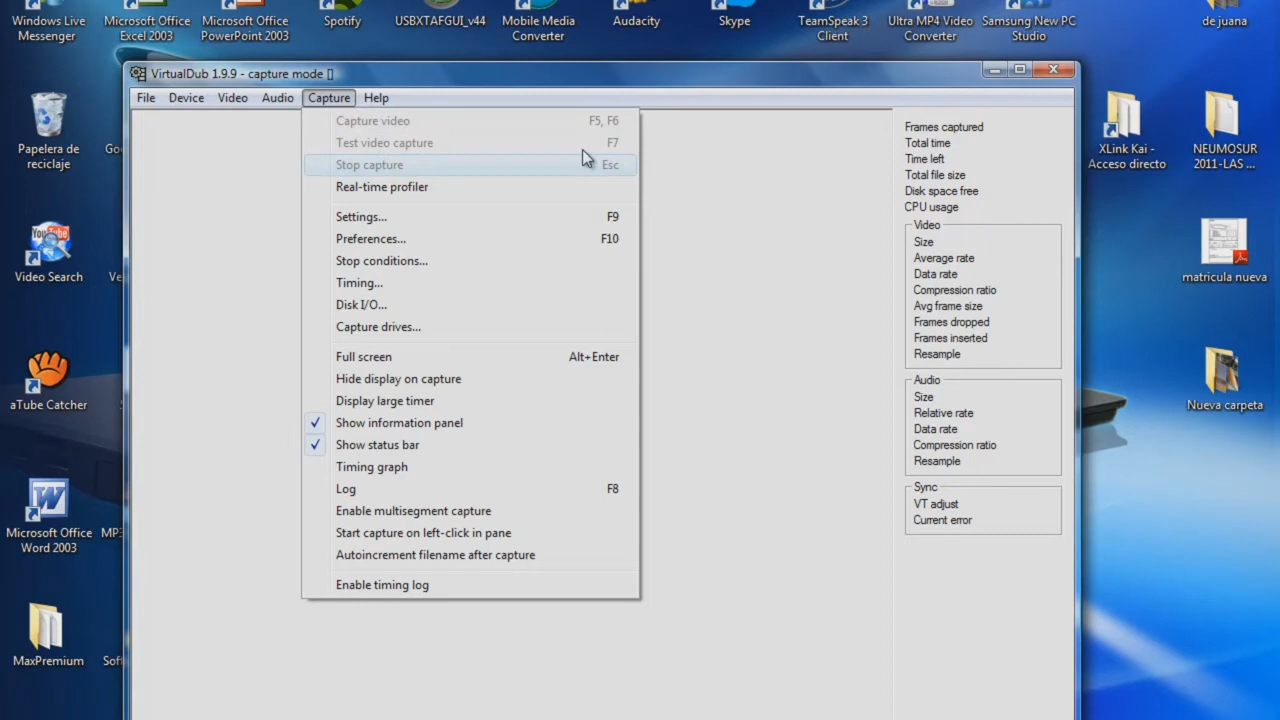 Windows Live
Messenger
Microsoft Office
Excel 2003
Microsoft Office
PowerPoint 2003
Spotify
USBXTAFGUI_v44
Mobile Media
Converter
Audacity
Skype
TeamSpeak 3
Client
Ultra MP4 Video
Converter
Samsung New PC
Studio
de juana
VirtualDub 1.9.9 - capture mode []
File Device Video Audio Capture Help
Capture video F5, F6
Test video capture F7
Stop capture Esc
Real-time profiler
Settings... F9
Preferences... F10
Stop conditions...
Timing...
Disk I/O...
Capture drives...
Full screen Alt+Enter
Hide display on capture
Display large timer
Show information panel
Show status bar
Timing graph
Log F8
Enable multisegment capture
Start capture on left-click in pane
Autoincrement filename after capture
Enable timing log
Frames captured
Total time
Time left
Total file size
Disk space free
CPU usage
Video
Size
Average rate
Data rate
Compression ratio
Avg frame size
Frames dropped
Frames inserted
Resample
Audio
Size
Relative rate
Data rate
Compression ratio
Resample
Sync
VT adjust
Current error
Papelera de
reciclaje
Goo
You Tube
Video Search
Ve
aTube Catcher
Microsoft Office
Word 2003
MP3
MaxPremium
Soft
XLink Kai -
Acceso directo
NEUMOSUR
2011-LAS ...
matricula nueva
Nueva carpeta